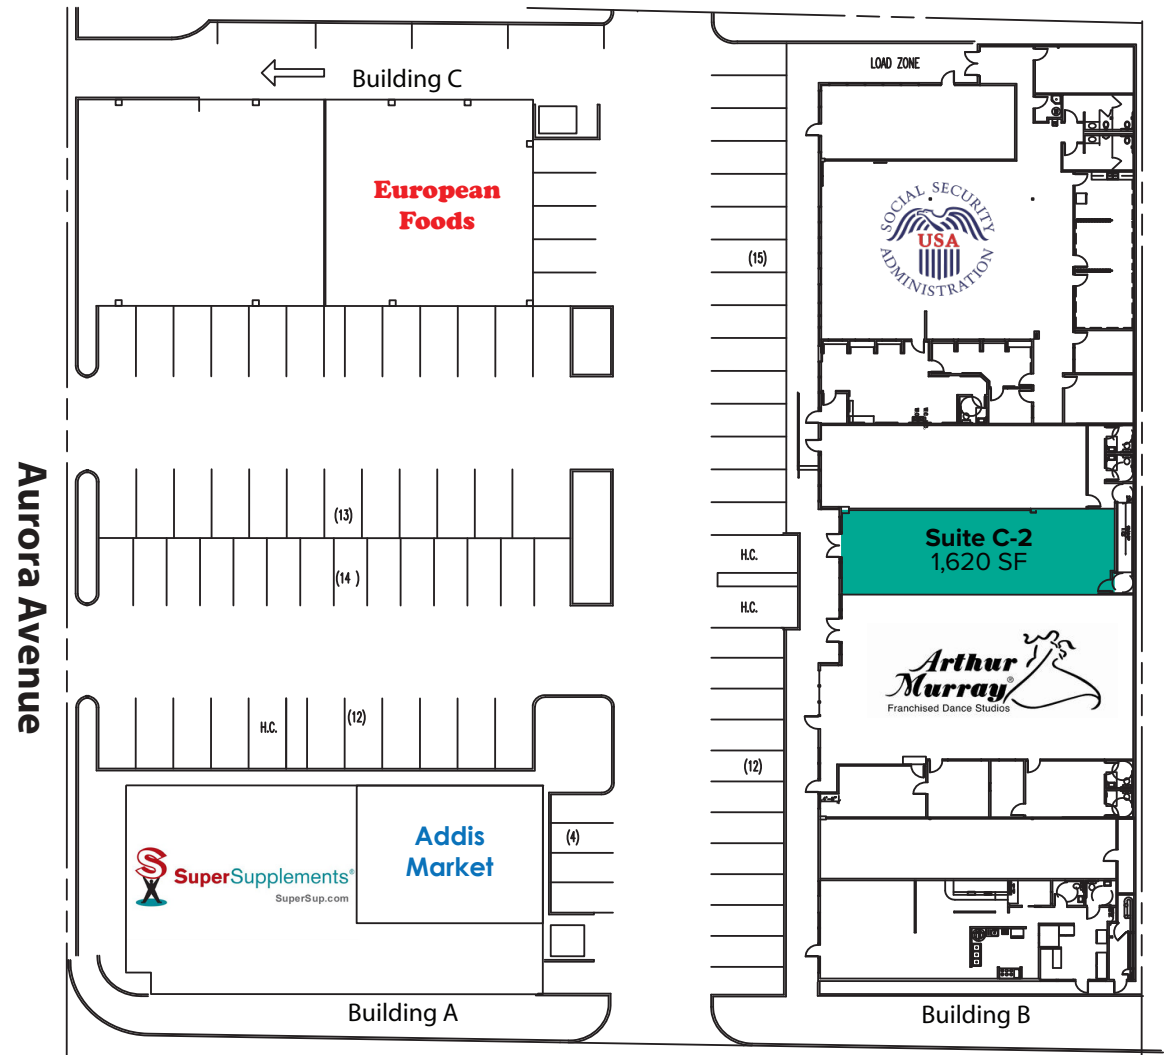 Building C
LOAD ZONE
European
Foods
SOCIAL SECURITY
USA
ADMINISTRATION
(15)
Aurora Avenue
(13)
(14 )
H.C.
H.C.
Suite C-2
1,620 SF
Arthur
Murray®
Franchised Dance Studios
H.C.
(12)
(12)
Addis
Market
(4)
SuperSupplements®
SuperSup.com
Building A
Building B